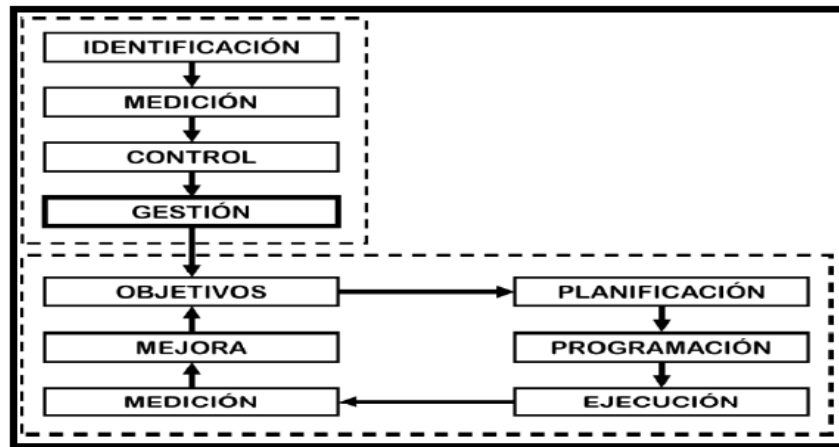 IDENTIFICACIÓN
MEDICIÓN
CONTROL
GESTIÓN
OBJETIVOS
PLANIFICACIÓN
MEJORA
PROGRAMACIÓN
MEDICIÓN
EJECUCIÓN